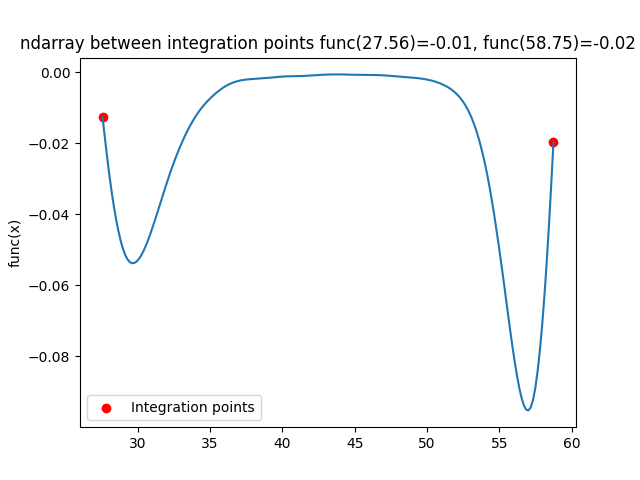 ndarray between integration points func(27.56)=-0.01, func(58.75)=-0.02
0.00
−0.02
−0.04
−0.06
−0.08
func(x)
Integration points
30 35 40 45 50 55 60